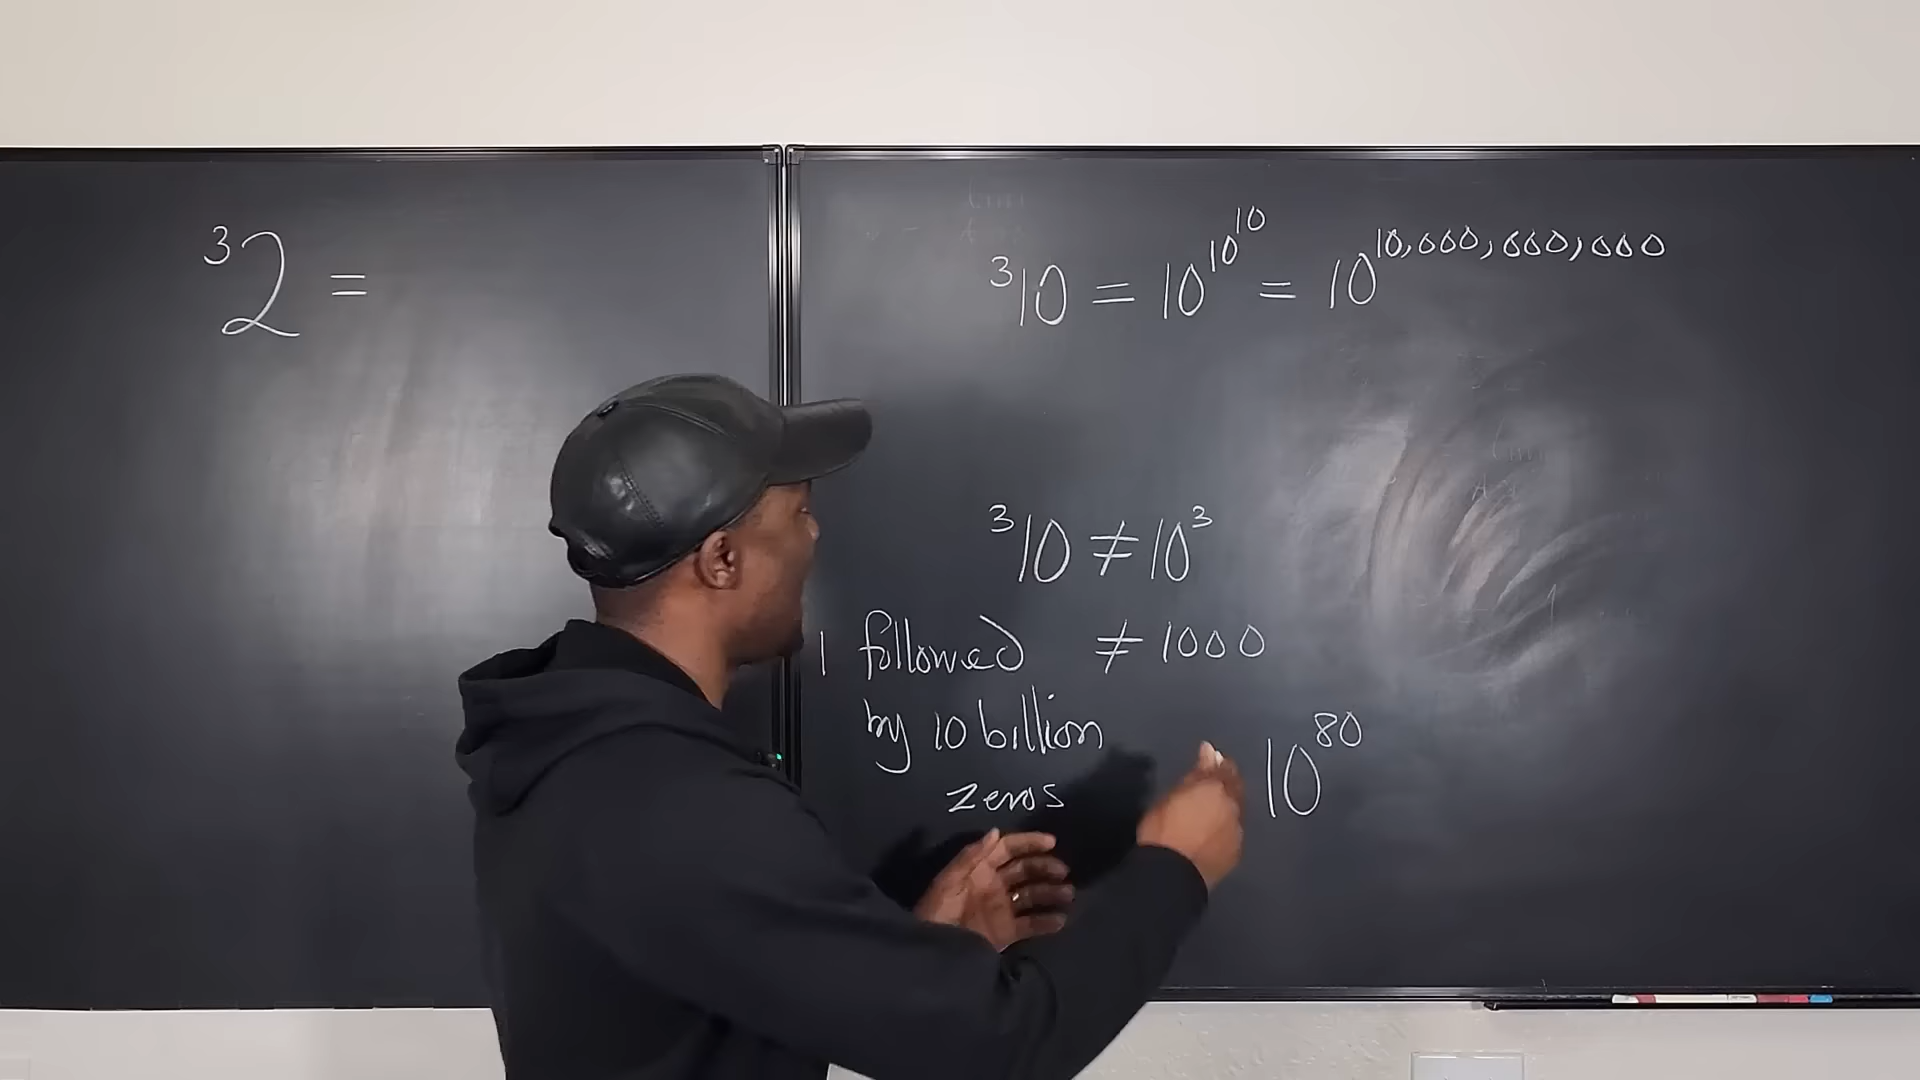 ³2 =
³10 = 10^10^10 = 10^10,000,000,000
³10 ≠ 10³
1 followed ≠ 1000
by 10 billion
zeros
10^80